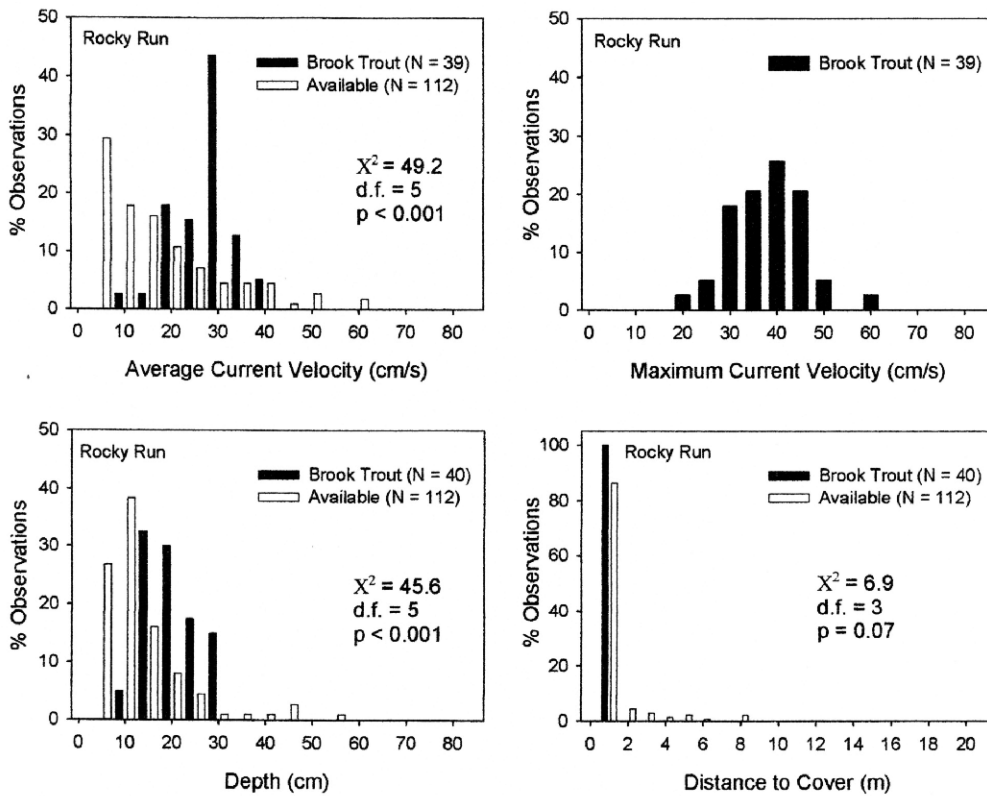 Rocky Run
Brook Trout (N = 39)
Available (N = 112)
X² = 49.2
d.f. = 5
p < 0.001
% Observations
50
40
30
20
10
0
0 10 20 30 40 50 60 70 80
Average Current Velocity (cm/s)
Rocky Run
Brook Trout (N = 39)
% Observations
50
40
30
20
10
0
0 10 20 30 40 50 60 70 80
Maximum Current Velocity (cm/s)
Rocky Run
Brook Trout (N = 40)
Available (N = 112)
X² = 45.6
d.f. = 5
p < 0.001
% Observations
50
40
30
20
10
0
0 10 20 30 40 50 60 70 80
Depth (cm)
Rocky Run
Brook Trout (N = 40)
Available (N = 112)
X² = 6.9
d.f. = 3
p = 0.07
% Observations
100
80
60
40
20
0
0 2 4 6 8 10 12 14 16 18 20
Distance to Cover (m)